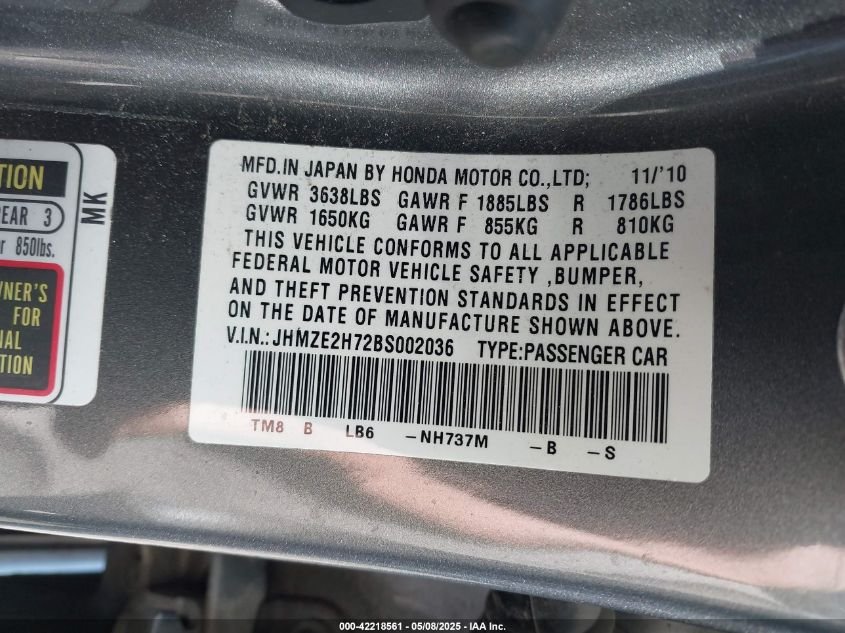 TION
REAR 3
850lbs.
NER'S
FOR
NAL
TION
MK
MFD.IN JAPAN BY HONDA MOTOR CO.,LTD; 11/'10
GVWR 3638LBS GAWR F 1885LBS R 1786LBS
GVWR 1650KG GAWR F 855KG R 810KG
THIS VEHICLE CONFORMS TO ALL APPLICABLE
FEDERAL MOTOR VEHICLE SAFETY ,BUMPER,
AND THEFT PREVENTION STANDARDS IN EFFECT
ON THE DATE OF MANUFACTURE SHOWN ABOVE.
V.I.N.:JHMZE2H72BS002036 TYPE:PASSENGER CAR
TM8 B LB6 -NH737M -B -S
000-42218561 - 05/08/2025 - IAA Inc.